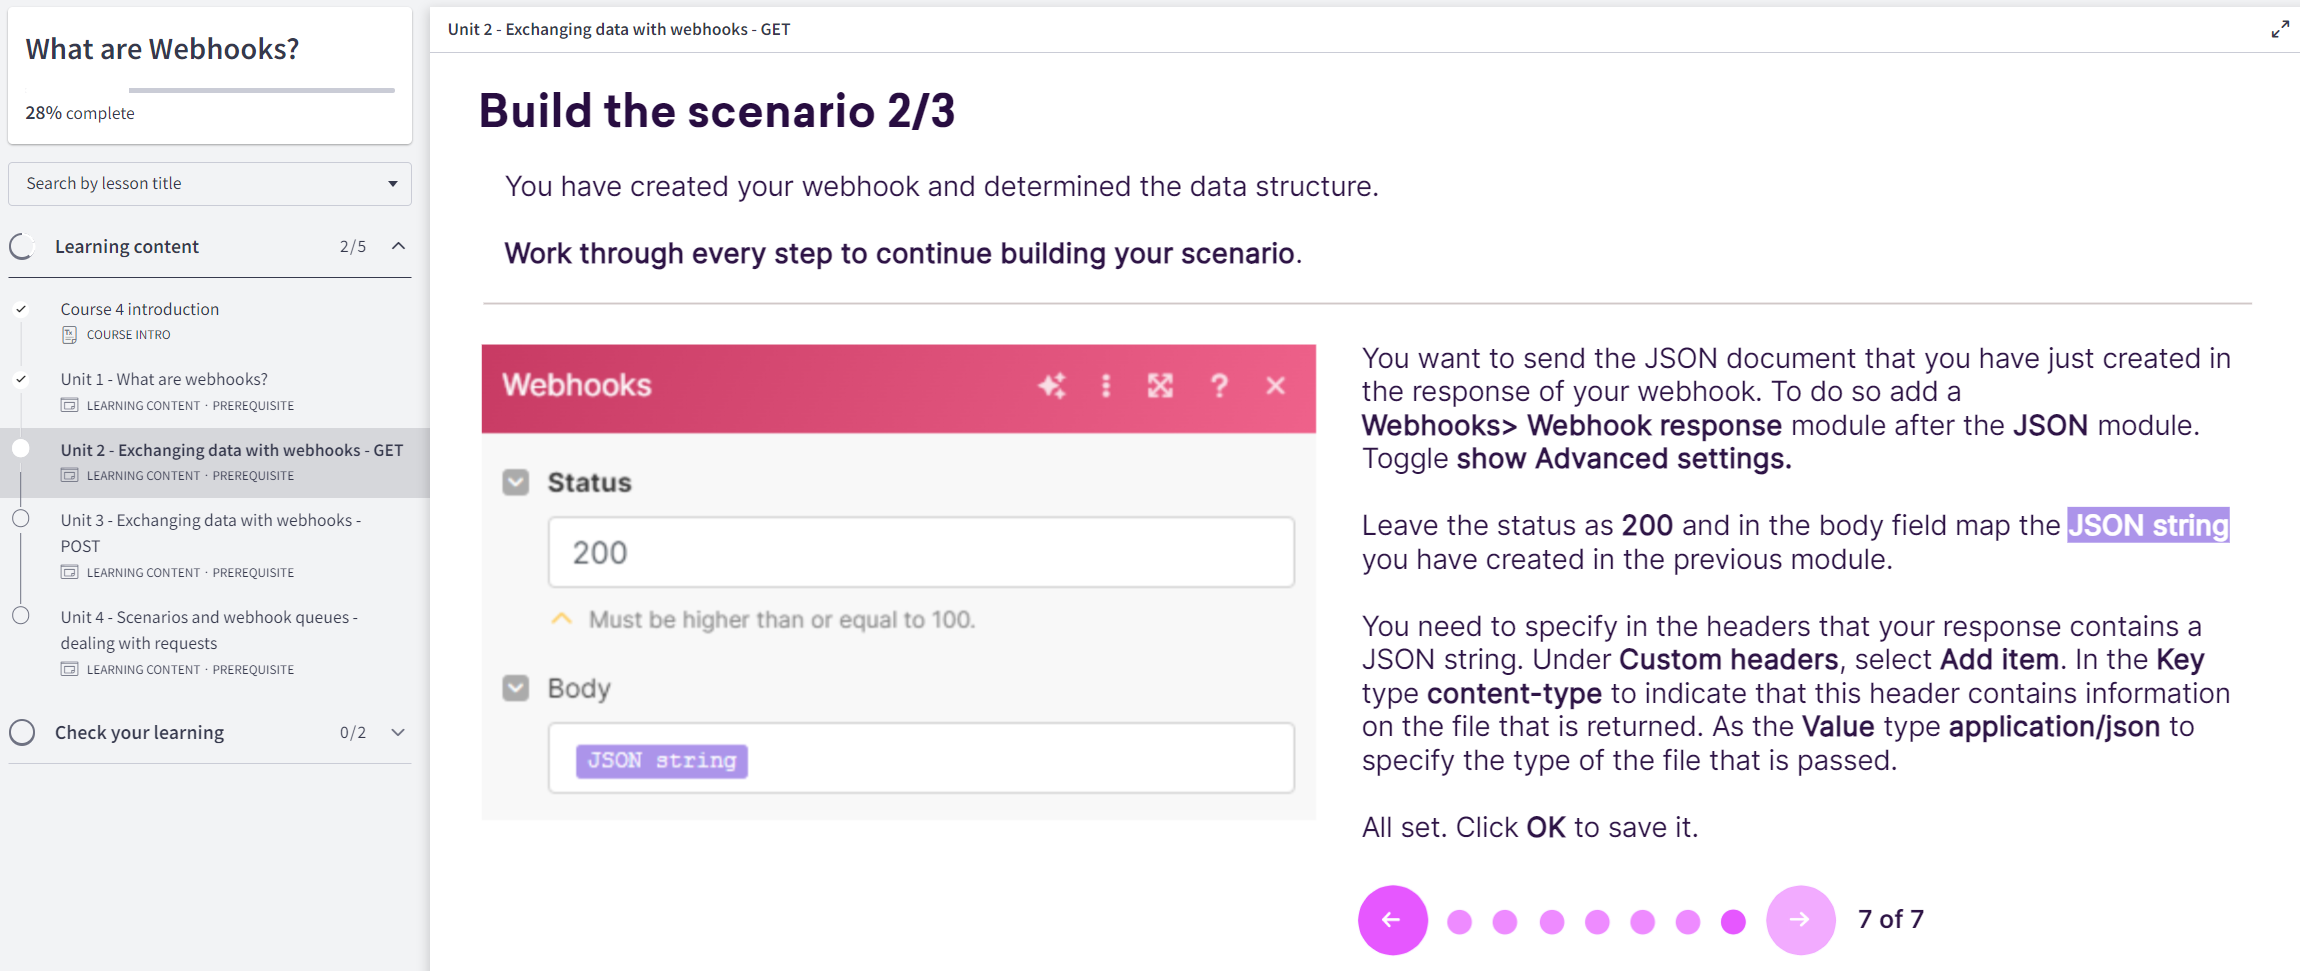 What are Webhooks?
28% complete
Search by lesson title
Learning content 2/5
Course 4 introduction
COURSE INTRO
Unit 1 - What are webhooks?
LEARNING CONTENT · PREREQUISITE
Unit 2 - Exchanging data with webhooks - GET
LEARNING CONTENT · PREREQUISITE
Unit 3 - Exchanging data with webhooks -
POST
LEARNING CONTENT · PREREQUISITE
Unit 4 - Scenarios and webhook queues -
dealing with requests
LEARNING CONTENT · PREREQUISITE
Check your learning 0/2
Unit 2 - Exchanging data with webhooks - GET
Build the scenario 2/3
You have created your webhook and determined the data structure.
Work through every step to continue building your scenario.
Webhooks
Status
200
Must be higher than or equal to 100.
Body
JSON string
You want to send the JSON document that you have just created in
the response of your webhook. To do so add a
Webhooks> Webhook response module after the JSON module.
Toggle show Advanced settings.
Leave the status as 200 and in the body field map the JSON string
you have created in the previous module.
You need to specify in the headers that your response contains a
JSON string. Under Custom headers, select Add item. In the Key
type content-type to indicate that this header contains information
on the file that is returned. As the Value type application/json to
specify the type of the file that is passed.
All set. Click OK to save it.
7 of 7